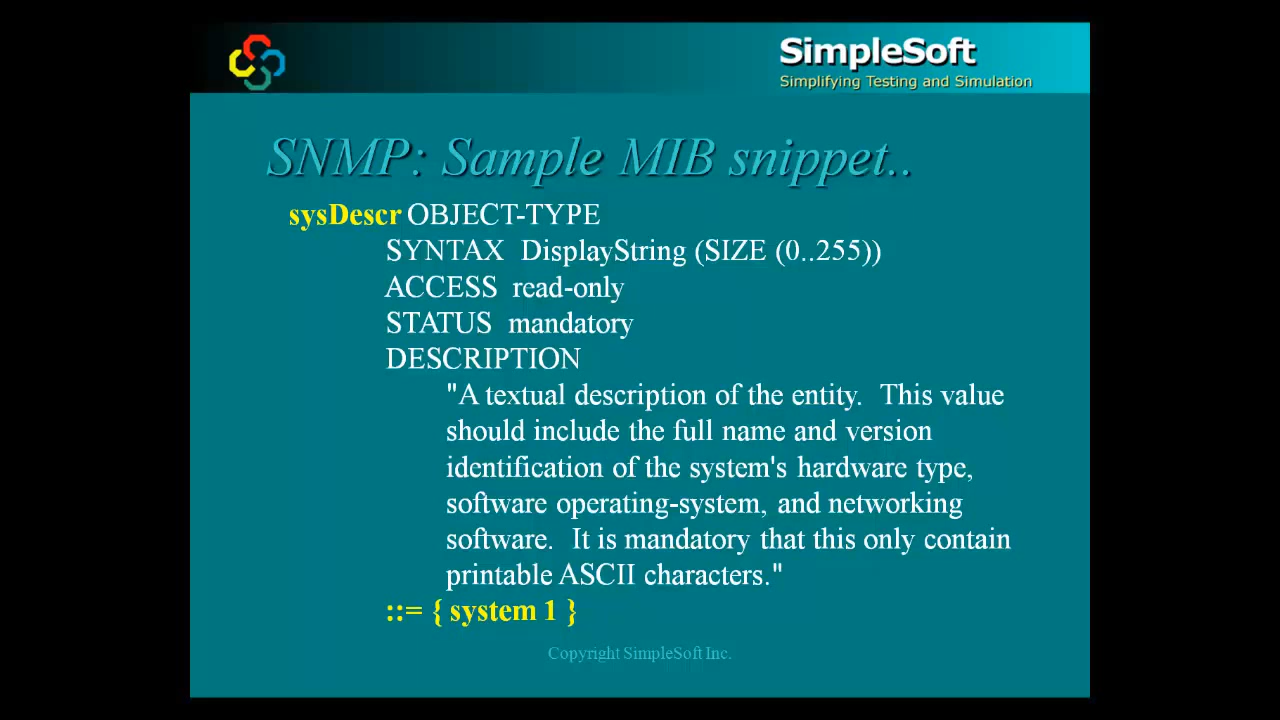 SimpleSoft
Simplifying Testing and Simulation
SNMP: Sample MIB snippet..
sysDescr OBJECT-TYPE
SYNTAX  DisplayString (SIZE (0..255))
ACCESS  read-only
STATUS  mandatory
DESCRIPTION
"A textual description of the entity.  This value
should include the full name and version
identification of the system's hardware type,
software operating-system, and networking
software.  It is mandatory that this only contain
printable ASCII characters."
::= { system 1 }
Copyright SimpleSoft Inc.